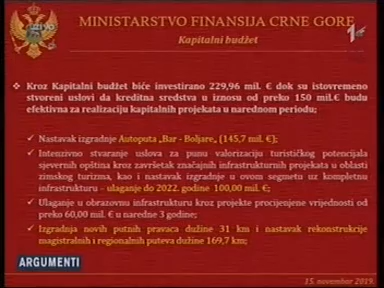 MINISTARSTVO FINANSIJA CRNE GORE
Kapitalni budžet
Kroz Kapitalni budžet biće investirano 229,96 mil. € dok su istovremeno
stvoreni uslovi da kreditna sredstva u iznosu od preko 150 mil.€ budu
efektivna za realizaciju kapitalnih projekata u narednom periodu;
Nastavak izgradnje Autoputa „Bar - Boljare„ (145,7 mil. €);
Intenzivno stvaranje uslova za punu valorizaciju turističkog potencijala
sjevernih opština kroz završetak značajnih infrastrukturnih projekata u oblasti
zimskog turizma, kao i nastavak izgradnje u ovom segmetu uz kompletnu
infrastrukturu – ulaganje do 2022. godine 100,00 mil. €;
Ulaganje u obrazovnu infrastrukturu kroz projekte procijenjene vrijednosti od
preko 60,00 mil. € u naredne 3 godine;
Izgradnja novih putnih pravaca dužine 31 km i nastavak rekonstrukcije
magistralnih i regionalnih puteva dužine 169,7 km;
ARGUMENTI
15. novembar 2019.